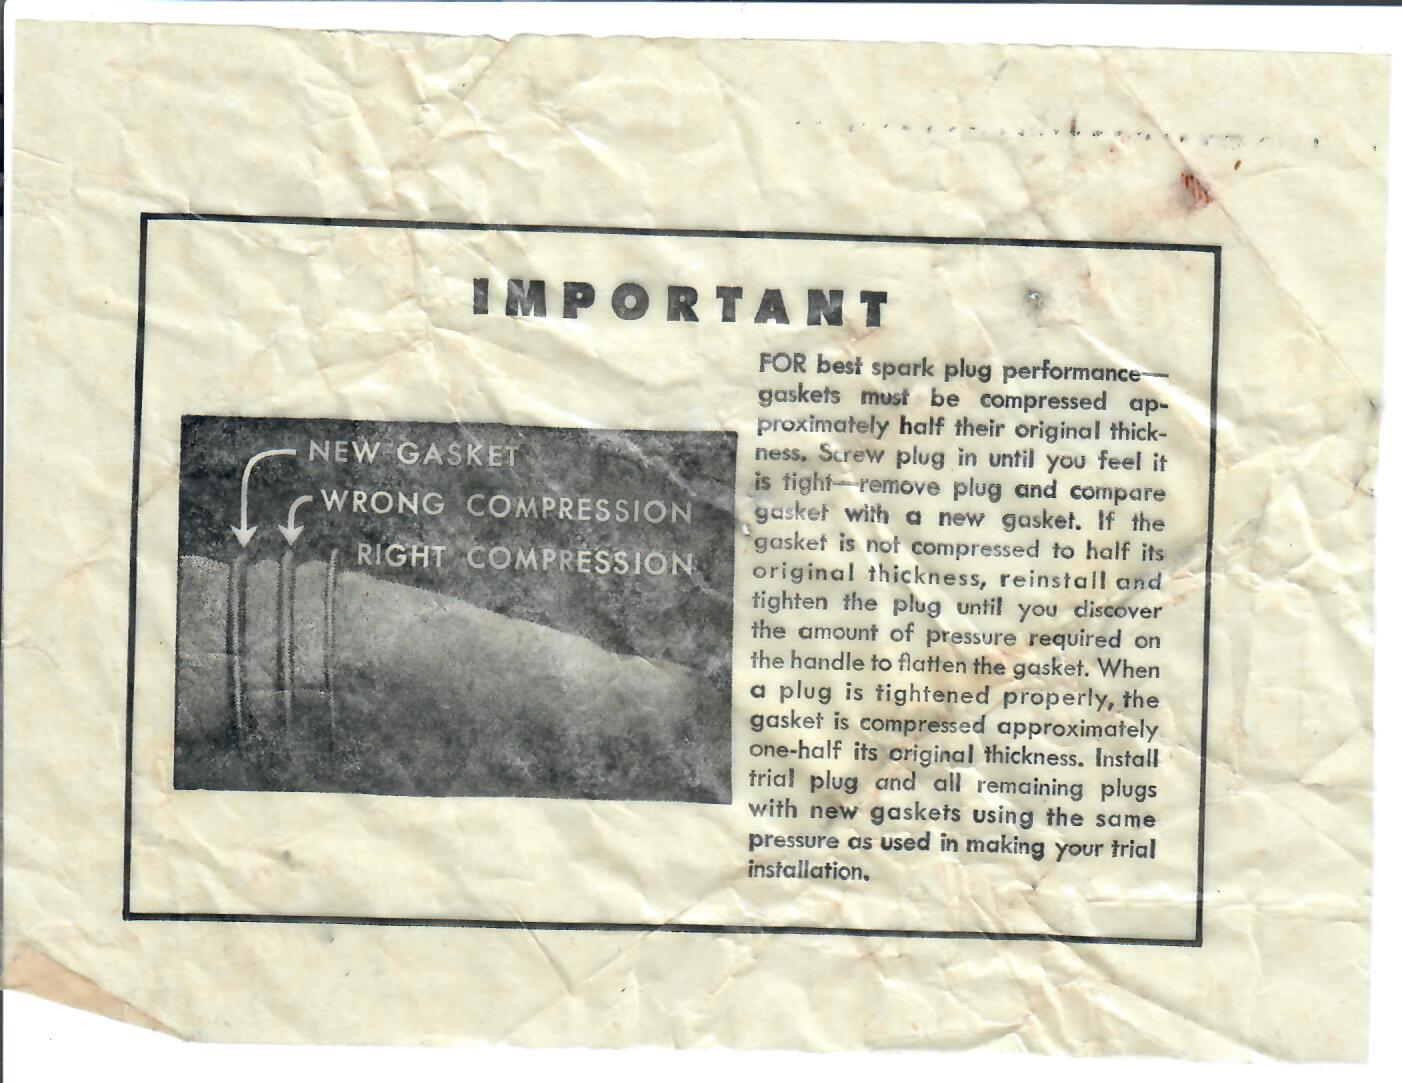 IMPORTANT
NEW GASKET
WRONG COMPRESSION
RIGHT COMPRESSION
FOR best spark plug performance—
gaskets must be compressed ap-
proximately half their original thick-
ness. Screw plug in until you feel it
is tight—remove plug and compare
gasket with a new gasket. If the
gasket is not compressed to half its
original thickness, reinstall and
tighten the plug until you discover
the amount of pressure required on
the handle to flatten the gasket. When
a plug is tightened properly, the
gasket is compressed approximately
one-half its original thickness. Install
trial plug and all remaining plugs
with new gaskets using the same
pressure as used in making your trial
installation.